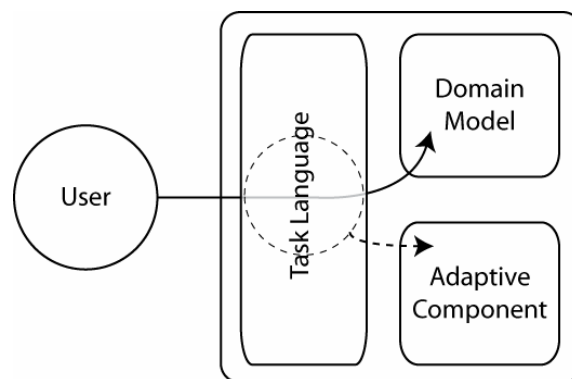 User
Task Language
Domain
Model
Adaptive
Component